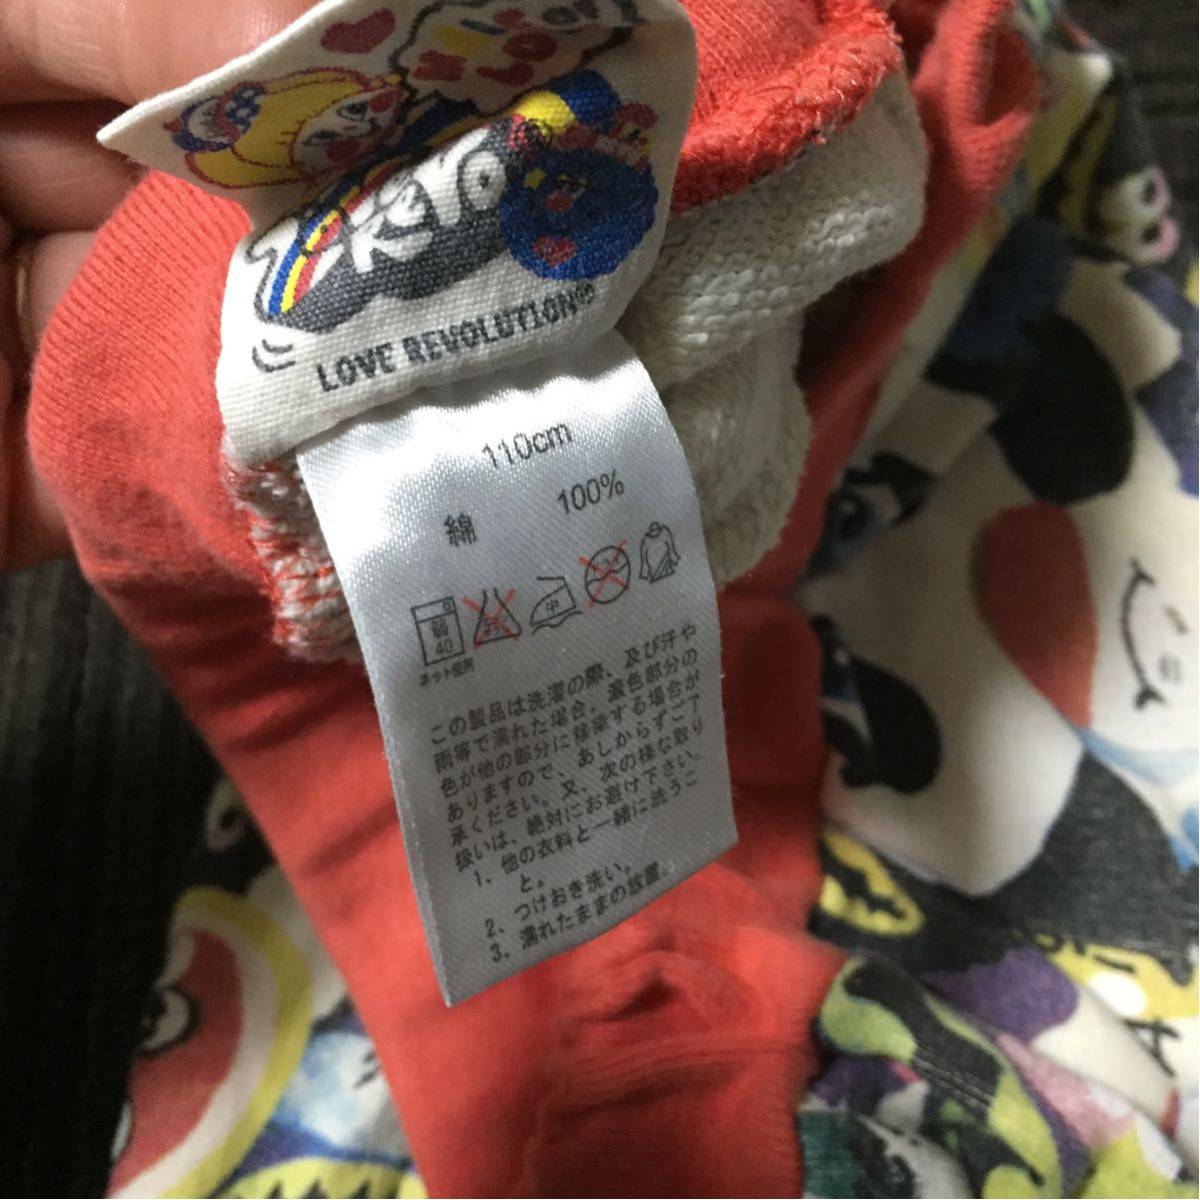 LOVE REVOLUTION®
110cm
綿 100%
弱
40
中
ネット使用
この製品は洗濯の際、及び汗や
雨等で濡れた場合、濃色部分の
色が他の部分に移染する場合が
ありますので、あしからずご了
承ください。又、次の様な取り
扱いは、絶対にお避け下さい。
1、他の衣料と一緒に洗うこ
と。
2、つけおき洗い。
3、濡れたままの放置。